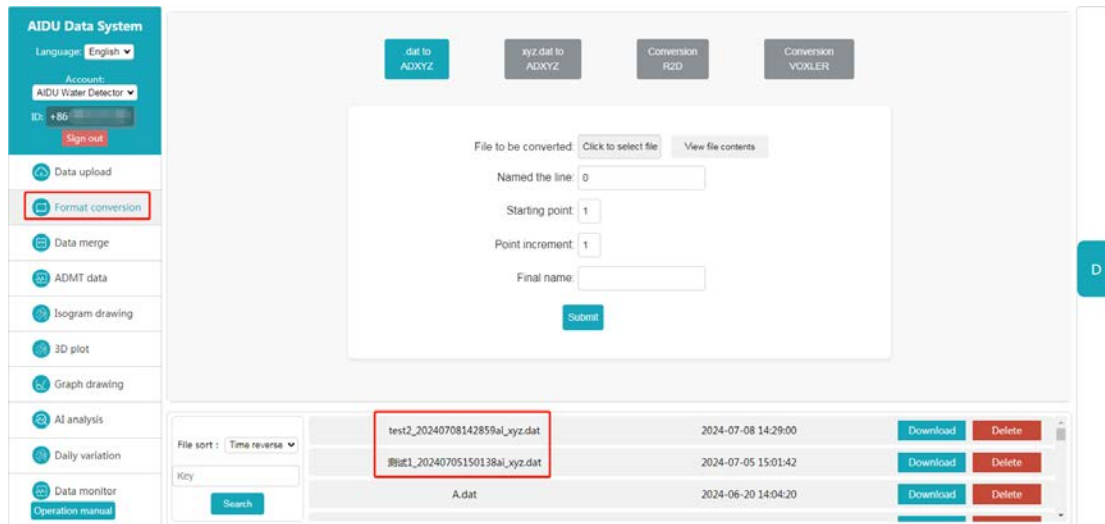 AIDU Data System
Language: English
Account:
AIDU Water Detector
ID: +86
Sign out
Data upload
Format conversion
Data merge
ADMT data
Isogram drawing
3D plot
Graph drawing
AI analysis
Daily variation
Data monitor
Operation manual
.dat to
ADXYZ
xyz.dat to
ADXYZ
Conversion
R2D
Conversion
VOXLER
File to be converted: Click to select file View file contents
Named the line: 0
Starting point: 1
Point increment: 1
Final name:
Submit
D
File sort : Time reverse
Key
Search
test2_20240708142859al_xyz.dat 2024-07-08 14:29:00 Download Delete
测试1_20240705150138al_xyz.dat 2024-07-05 15:01:42 Download Delete
A.dat 2024-06-20 14:04:20 Download Delete